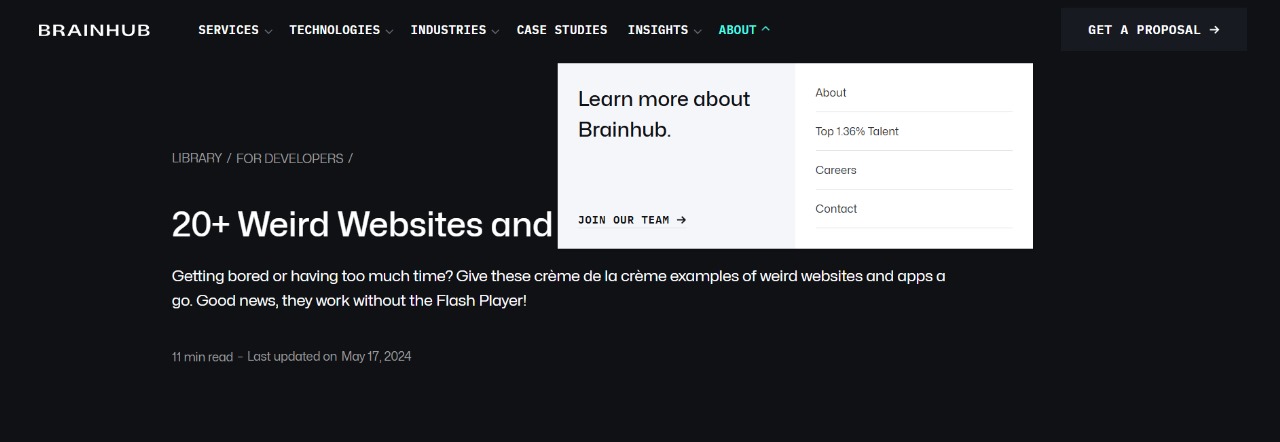 BRAINHUB
SERVICES TECHNOLOGIES INDUSTRIES CASE STUDIES INSIGHTS ABOUT
GET A PROPOSAL →
Learn more about
Brainhub.
JOIN OUR TEAM →
About
Top 1.36% Talent
Careers
Contact
LIBRARY / FOR DEVELOPERS /
20+ Weird Websites and
Getting bored or having too much time? Give these crème de la crème examples of weird websites and apps a
go. Good news, they work without the Flash Player!
11 min read - Last updated on May 17, 2024